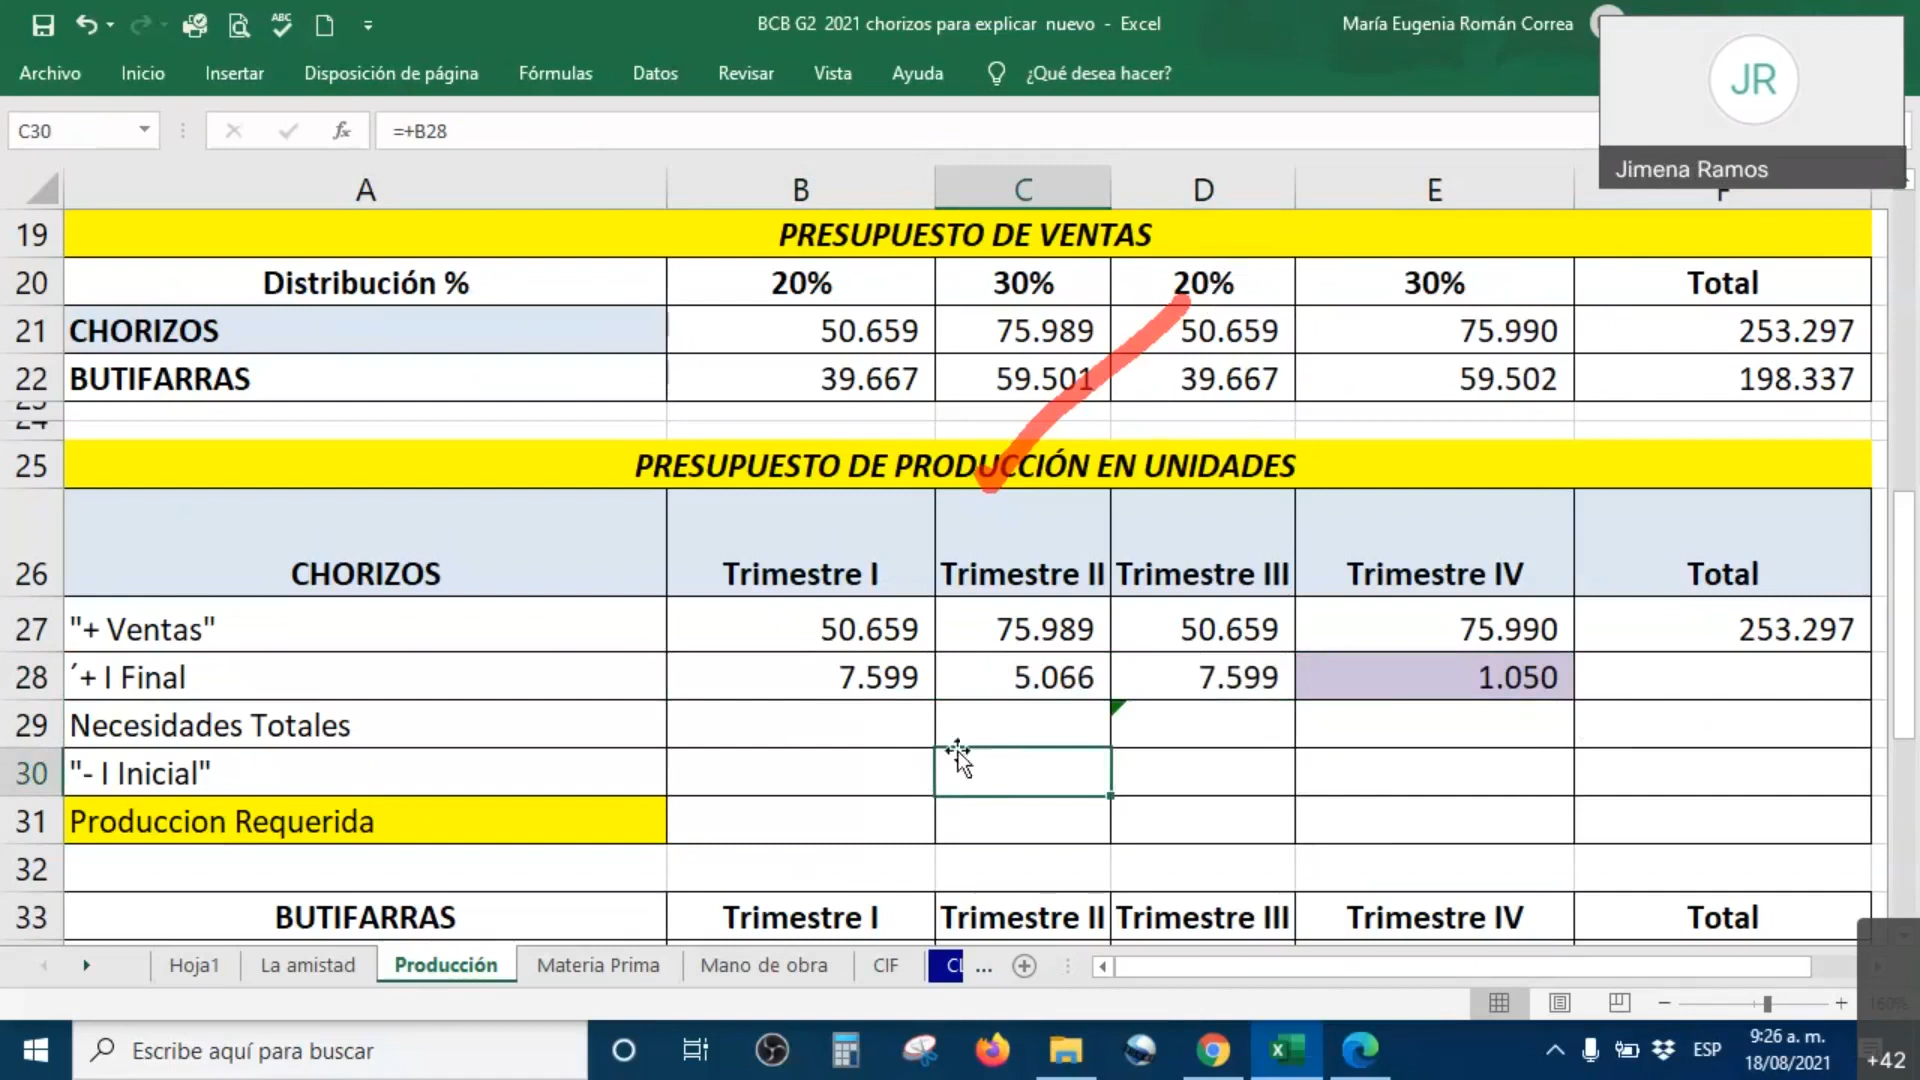 ABC
BCB G2 2021 chorizos para explicar nuevo - Excel
María Eugenia Román Correa
JR
Jimena Ramos
Archivo Inicio Insertar Disposición de página Fórmulas Datos Revisar Vista Ayuda ¿Qué desea hacer?
C30 fx =+B28
A B C D E F
19 PRESUPUESTO DE VENTAS
20 Distribución % 20% 30% 20% 30% Total
21 CHORIZOS 50.659 75.989 50.659 75.990 253.297
22 BUTIFARRAS 39.667 59.501 39.667 59.502 198.337
23
24
25 PRESUPUESTO DE PRODUCCIÓN EN UNIDADES
26 CHORIZOS Trimestre I Trimestre II Trimestre III Trimestre IV Total
27 "+ Ventas" 50.659 75.989 50.659 75.990 253.297
28 ´+ I Final 7.599 5.066 7.599 1.050
29 Necesidades Totales
30 "- I Inicial"
31 Produccion Requerida
32
33 BUTIFARRAS Trimestre I Trimestre II Trimestre III Trimestre IV Total
Hoja1 La amistad Producción Materia Prima Mano de obra CIF CL ...
Escribe aquí para buscar
ESP
9:26 a. m.
18/08/2021
+42